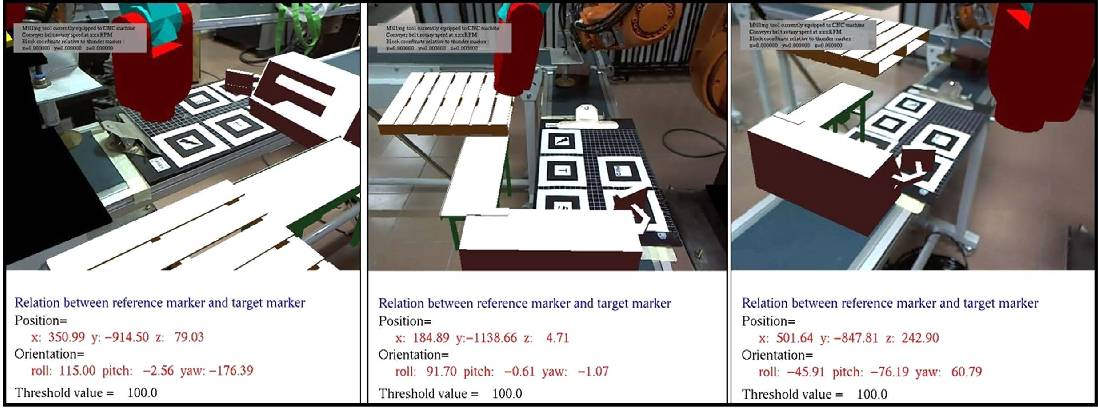 Milling tool currently equipped to CNC machine
Conveyer belt rotary speed at xxxRPM
Block coordinate relative to thunder marker :
x=0.000000 y=0.000000 z=0.000000
Relation between reference marker and target marker
Position=
x: 350.99 y: -914.50 z: 79.03
Orientation=
roll: 115.00 pitch: -2.56 yaw: -176.39
Threshold value = 100.0
Milling tool currently equipped to CNC machine
Conveyer belt rotary speed at xxxRPM
Block coordinate relative to thunder marker :
x=0.000000 y=0.000000 z=0.000000
Relation between reference marker and target marker
Position=
x: 184.89 y:-1138.66 z: 4.71
Orientation=
roll: 91.70 pitch: -0.61 yaw: -1.07
Threshold value = 100.0
Milling tool currently equipped to CNC machine
Conveyer belt rotary speed at xxxRPM
Block coordinate relative to thunder marker :
x=0.000000 y=0.000000 z=0.000000
Relation between reference marker and target marker
Position=
x: 501.64 y: -847.81 z: 242.90
Orientation=
roll: -45.91 pitch: -76.19 yaw: 60.79
Threshold value = 100.0